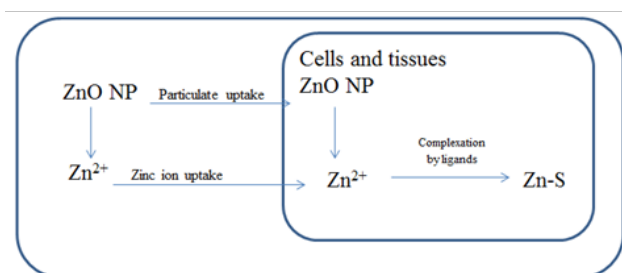 Cells and tissues
ZnO NP
Particulate uptake
ZnO NP
Zn²⁺
Zinc ion uptake
Zn²⁺
Complexation
by ligands
Zn-S